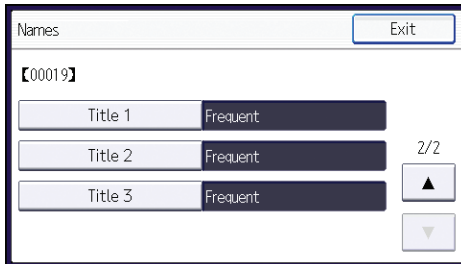 Names
Exit
【00019】
Title 1 Frequent
Title 2 Frequent
2/2
Title 3 Frequent
▲
▼